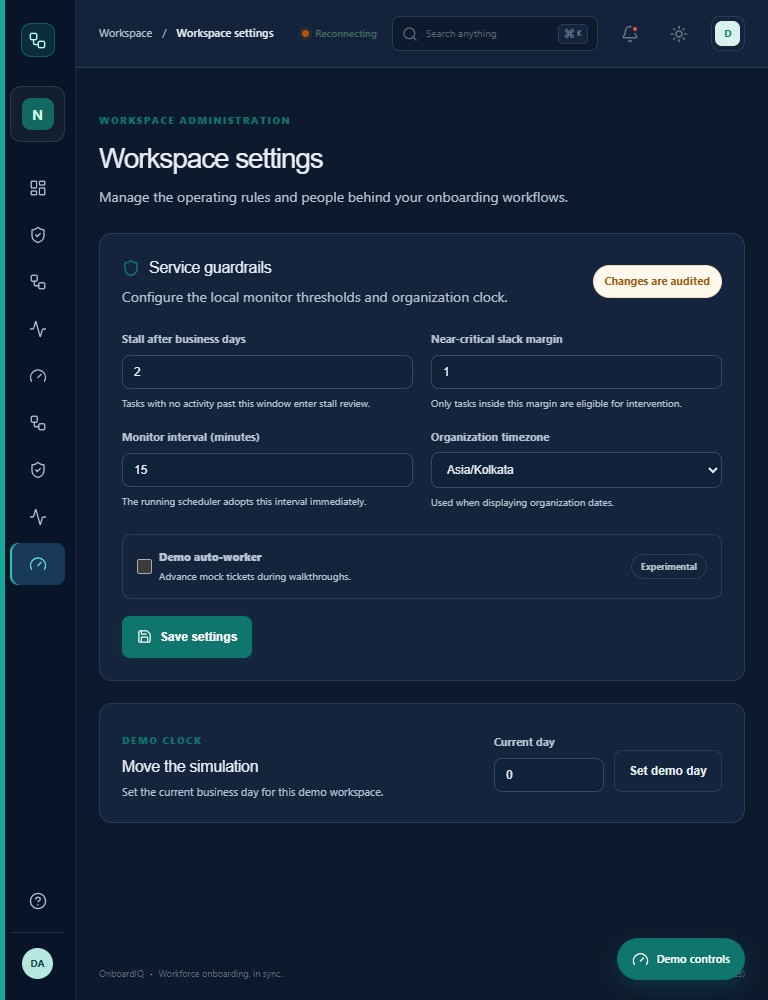 Workspace / Workspace settings
Reconnecting
Search anything
⌘ K
D
N
WORKSPACE ADMINISTRATION
Workspace settings
Manage the operating rules and people behind your onboarding workflows.
Service guardrails
Configure the local monitor thresholds and organization clock.
Changes are audited
Stall after business days
2
Tasks with no activity past this window enter stall review.
Near-critical slack margin
1
Only tasks inside this margin are eligible for intervention.
Monitor interval (minutes)
15
The running scheduler adopts this interval immediately.
Organization timezone
Asia/Kolkata
Used when displaying organization dates.
Demo auto-worker
Advance mock tickets during walkthroughs.
Experimental
Save settings
DEMO CLOCK
Move the simulation
Set the current business day for this demo workspace.
Current day
0
Set demo day
DA
OnboardIQ • Workforce onboarding, in sync.
Demo controls